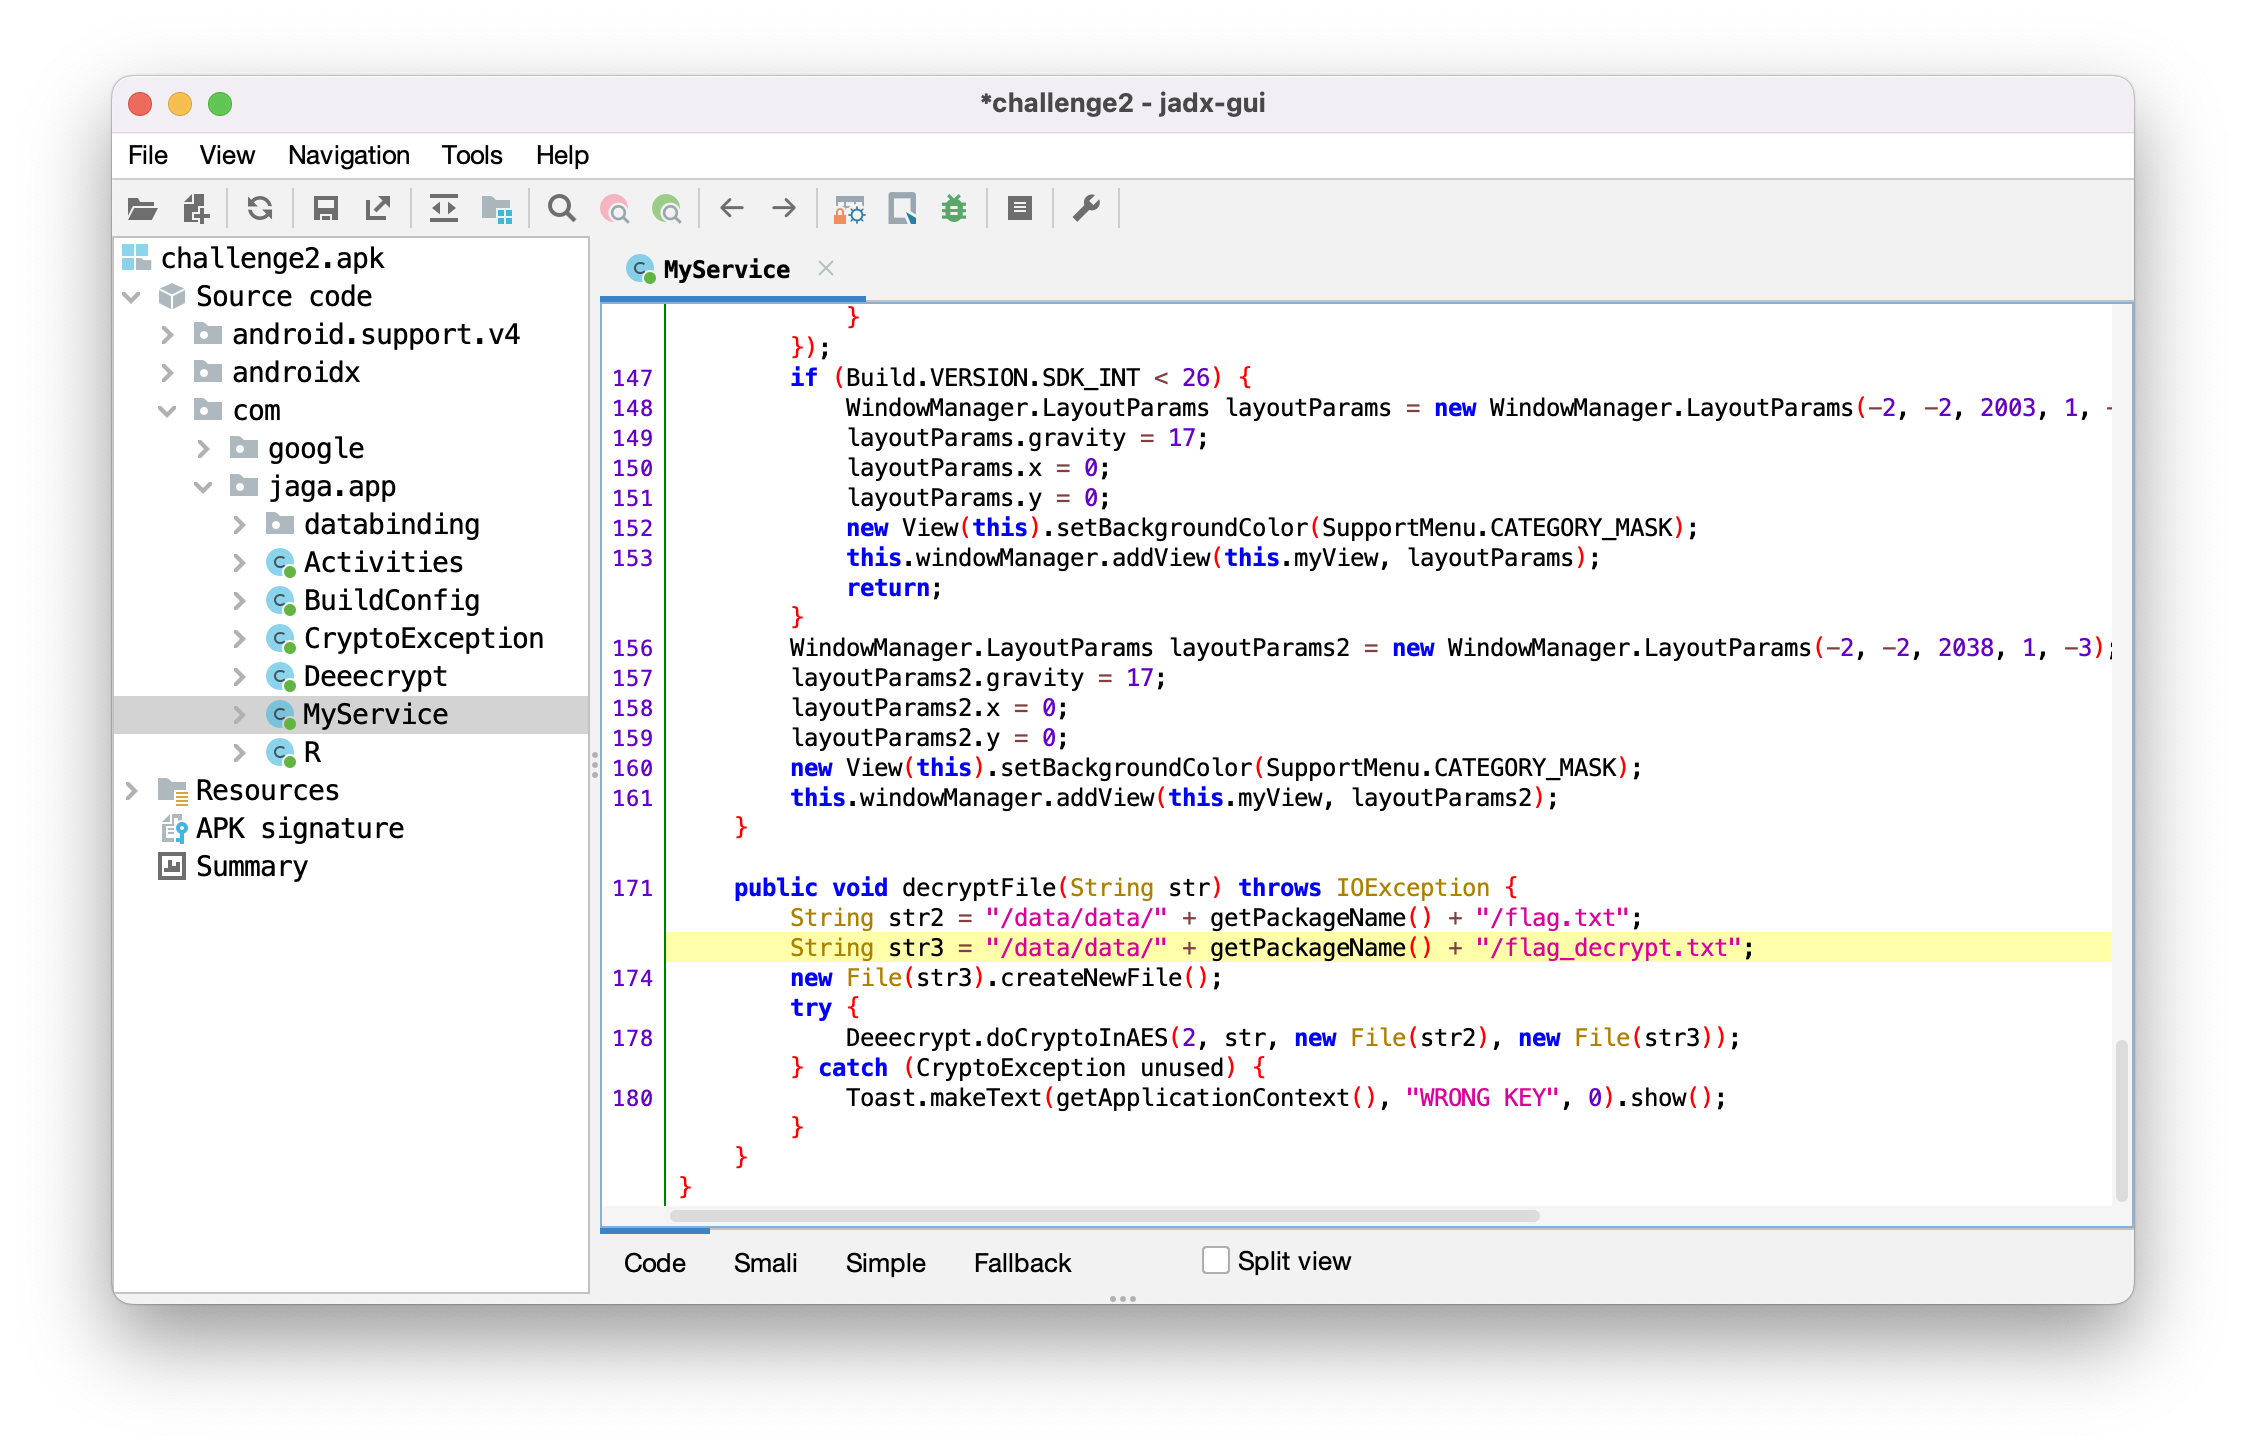 *challenge2 - jadx-gui
File View Navigation Tools Help
challenge2.apk
Source code
android.support.v4
androidx
com
google
jaga.app
databinding
Activities
BuildConfig
CryptoException
Deeecrypt
MyService
R
Resources
APK signature
Summary
MyService
}
});
147 if (Build.VERSION.SDK_INT < 26) {
148 WindowManager.LayoutParams layoutParams = new WindowManager.LayoutParams(-2, -2, 2003, 1, -
149 layoutParams.gravity = 17;
150 layoutParams.x = 0;
151 layoutParams.y = 0;
152 new View(this).setBackgroundColor(SupportMenu.CATEGORY_MASK);
153 this.windowManager.addView(this.myView, layoutParams);
return;
}
156 WindowManager.LayoutParams layoutParams2 = new WindowManager.LayoutParams(-2, -2, 2038, 1, -3);
157 layoutParams2.gravity = 17;
158 layoutParams2.x = 0;
159 layoutParams2.y = 0;
160 new View(this).setBackgroundColor(SupportMenu.CATEGORY_MASK);
161 this.windowManager.addView(this.myView, layoutParams2);
}
171 public void decryptFile(String str) throws IOException {
String str2 = "/data/data/" + getPackageName() + "/flag.txt";
String str3 = "/data/data/" + getPackageName() + "/flag_decrypt.txt";
174 new File(str3).createNewFile();
try {
178 Deeecrypt.doCryptoInAES(2, str, new File(str2), new File(str3));
} catch (CryptoException unused) {
180 Toast.makeText(getApplicationContext(), "WRONG KEY", 0).show();
}
}
}
Code Smali Simple Fallback Split view